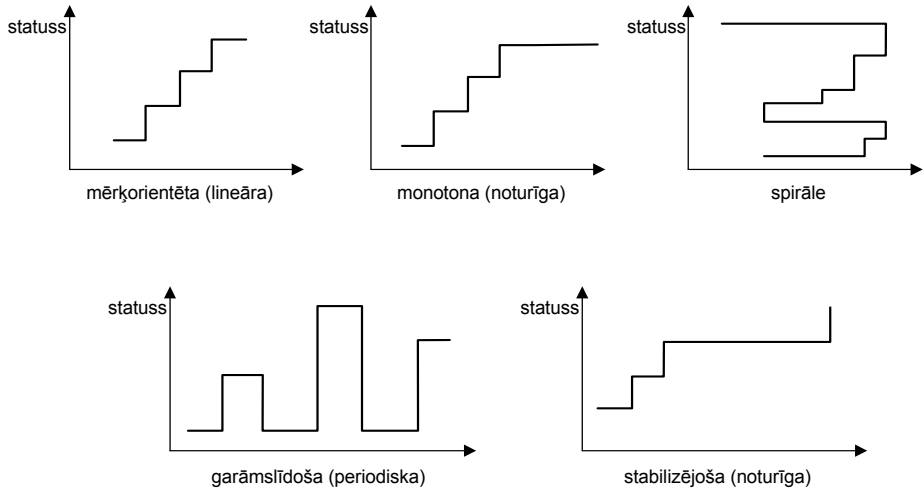 statuss
statuss
statuss
mērķorientēta (lineāra)
monotona (noturīga)
spirāle
statuss
statuss
garāmslīdoša (periodiska)
stabilizējoša (noturīga)